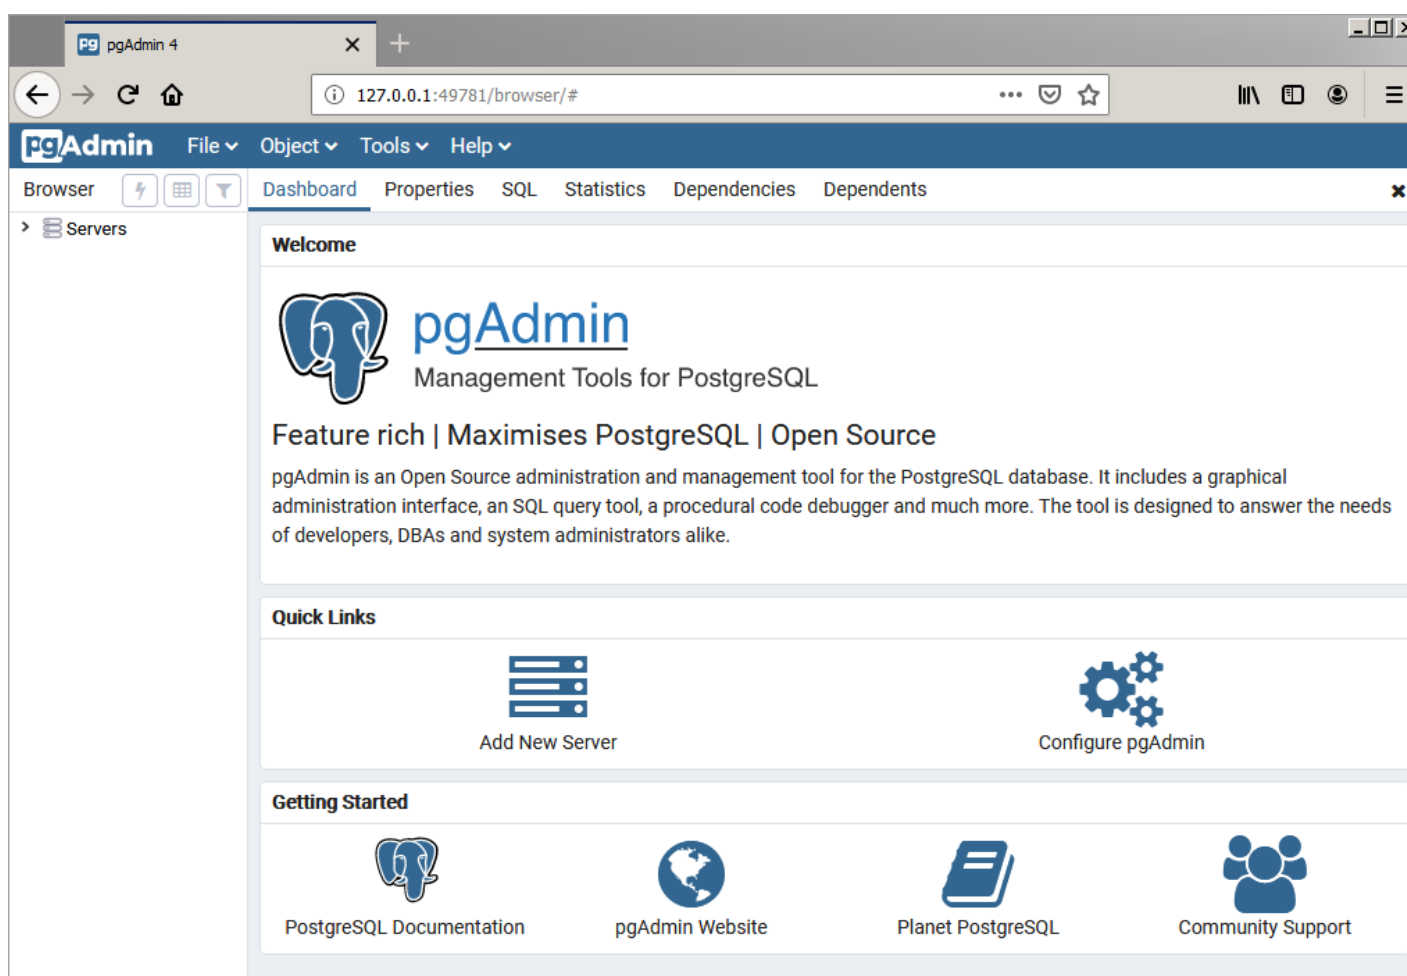 Pg pgAdmin 4
127.0.0.1:49781/browser/#
pgAdmin File Object Tools Help
Browser Dashboard Properties SQL Statistics Dependencies Dependents
Servers
Welcome
pgAdmin
Management Tools for PostgreSQL
Feature rich | Maximises PostgreSQL | Open Source
pgAdmin is an Open Source administration and management tool for the PostgreSQL database. It includes a graphical
administration interface, an SQL query tool, a procedural code debugger and much more. The tool is designed to answer the needs
of developers, DBAs and system administrators alike.
Quick Links
Add New Server Configure pgAdmin
Getting Started
PostgreSQL Documentation pgAdmin Website Planet PostgreSQL Community Support